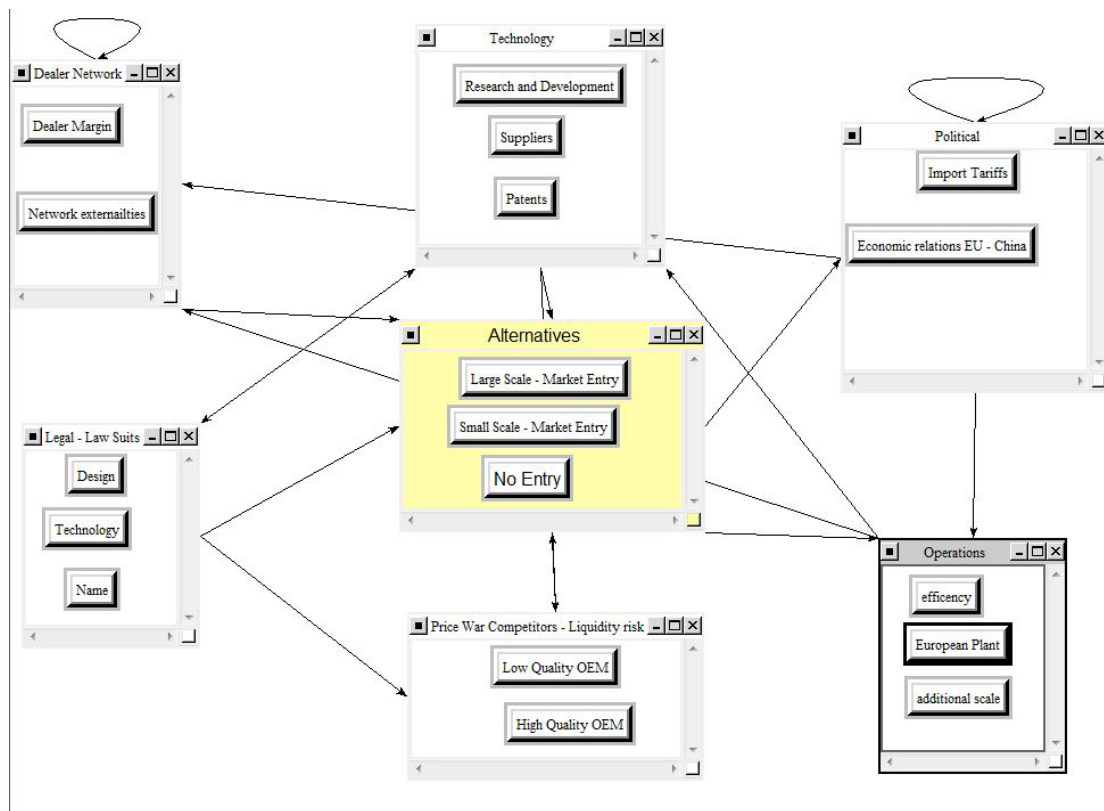 Technology
Research and Development
Suppliers
Patents
Dealer Network
Dealer Margin
Network externailties
Political
Import Tariffs
Economic relations EU - China
Alternatives
Large Scale - Market Entry
Small Scale - Market Entry
No Entry
Legal - Law Suits
Design
Technology
Name
Price War Competitors - Liquidity risk
Low Quality OEM
High Quality OEM
Operations
efficency
European Plant
additional scale